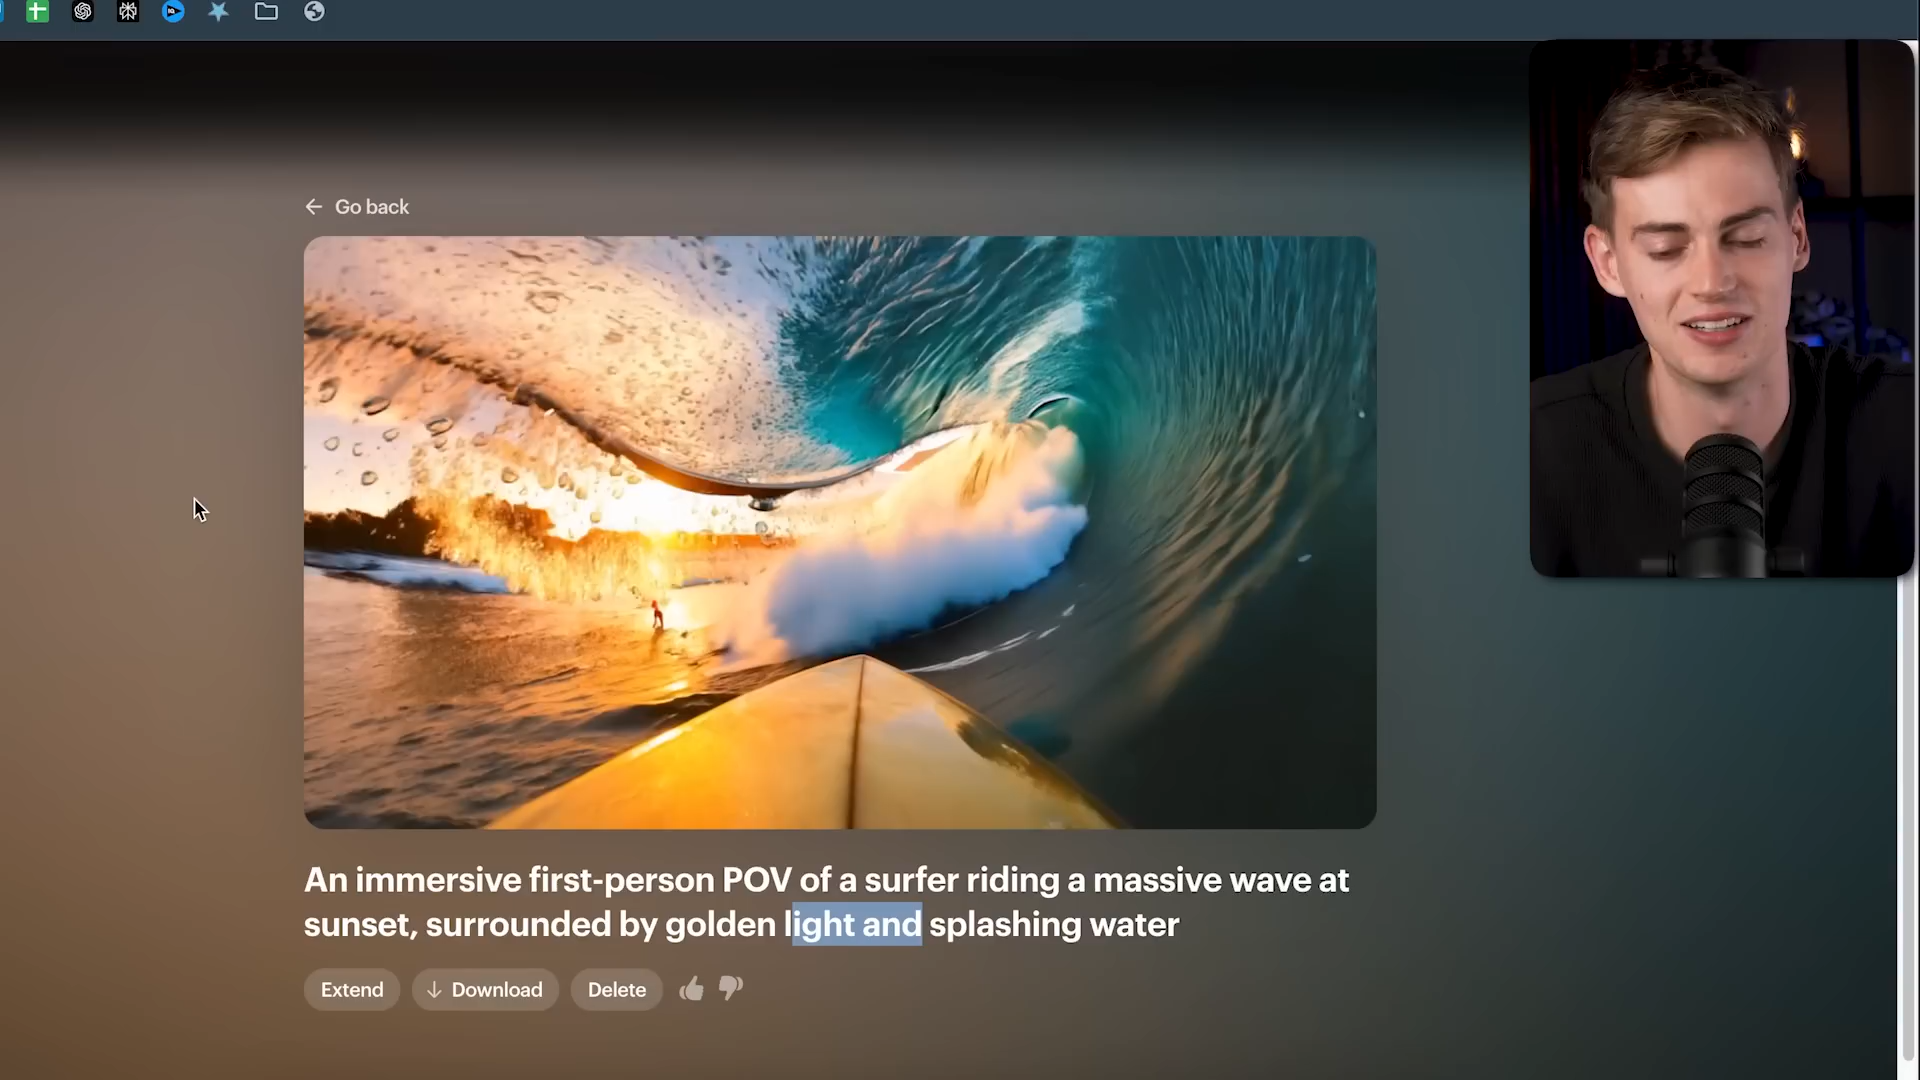 Go back
An immersive first-person POV of a surfer riding a massive wave at
sunset, surrounded by golden light and splashing water
Extend
Download
Delete